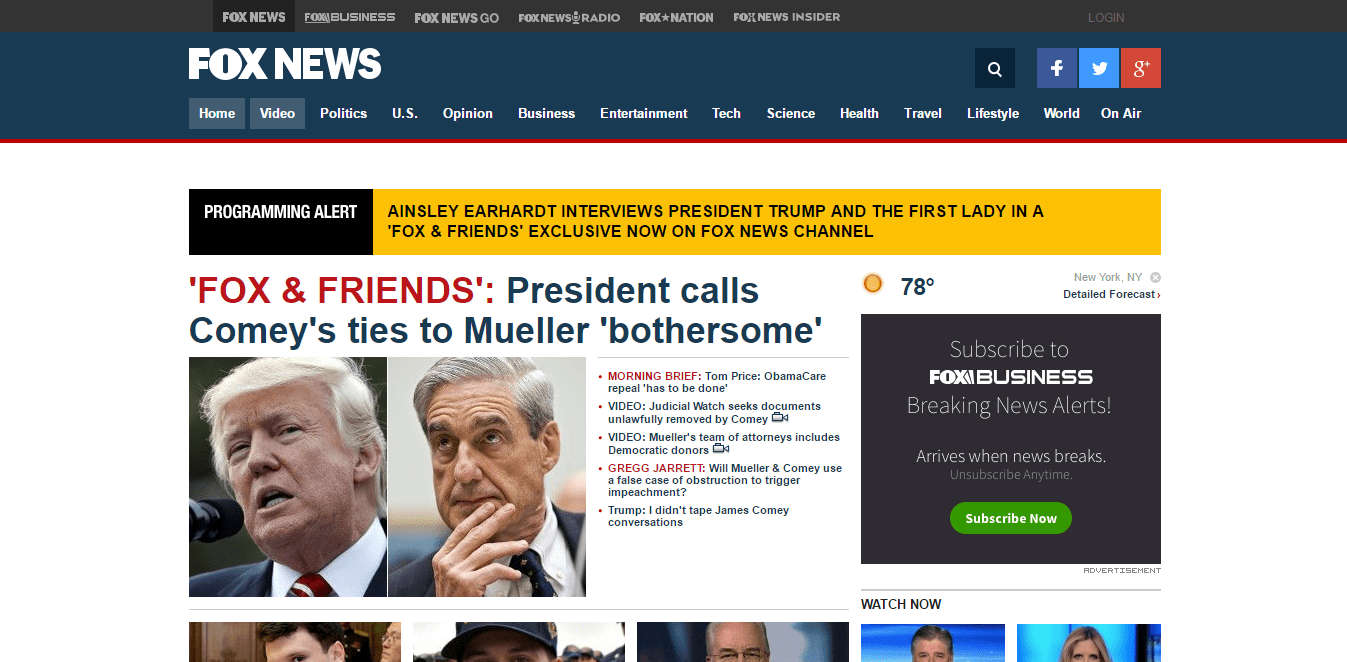 FOX NEWS
FOX BUSINESS
FOX NEWS GO
FOX NEWS RADIO
FOX★NATION
FOX NEWS INSIDER
LOGIN
FOX NEWS
f
g+
Home
Video
Politics
U.S.
Opinion
Business
Entertainment
Tech
Science
Health
Travel
Lifestyle
World
On Air
PROGRAMMING ALERT
AINSLEY EARHARDT INTERVIEWS PRESIDENT TRUMP AND THE FIRST LADY IN A
'FOX & FRIENDS' EXCLUSIVE NOW ON FOX NEWS CHANNEL
'FOX & FRIENDS': President calls
Comey's ties to Mueller 'bothersome'
• MORNING BRIEF: Tom Price: ObamaCare
repeal 'has to be done'
• VIDEO: Judicial Watch seeks documents
unlawfully removed by Comey
• VIDEO: Mueller's team of attorneys includes
Democratic donors
• GREGG JARRETT: Will Mueller & Comey use
a false case of obstruction to trigger
impeachment?
• Trump: I didn't tape James Comey
conversations
78°
New York, NY
Detailed Forecast ›
Subscribe to
FOX BUSINESS
Breaking News Alerts!
Arrives when news breaks.
Unsubscribe Anytime.
Subscribe Now
ADVERTISEMENT
WATCH NOW